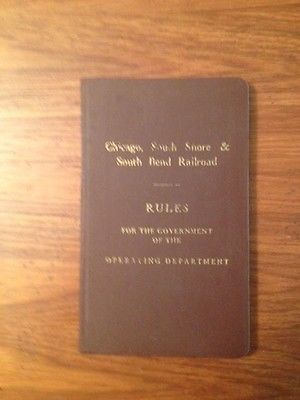 Chicago, South Shore &
South Bend Railroad
RULES
FOR THE GOVERNMENT
OF THE
OPERATING DEPARTMENT